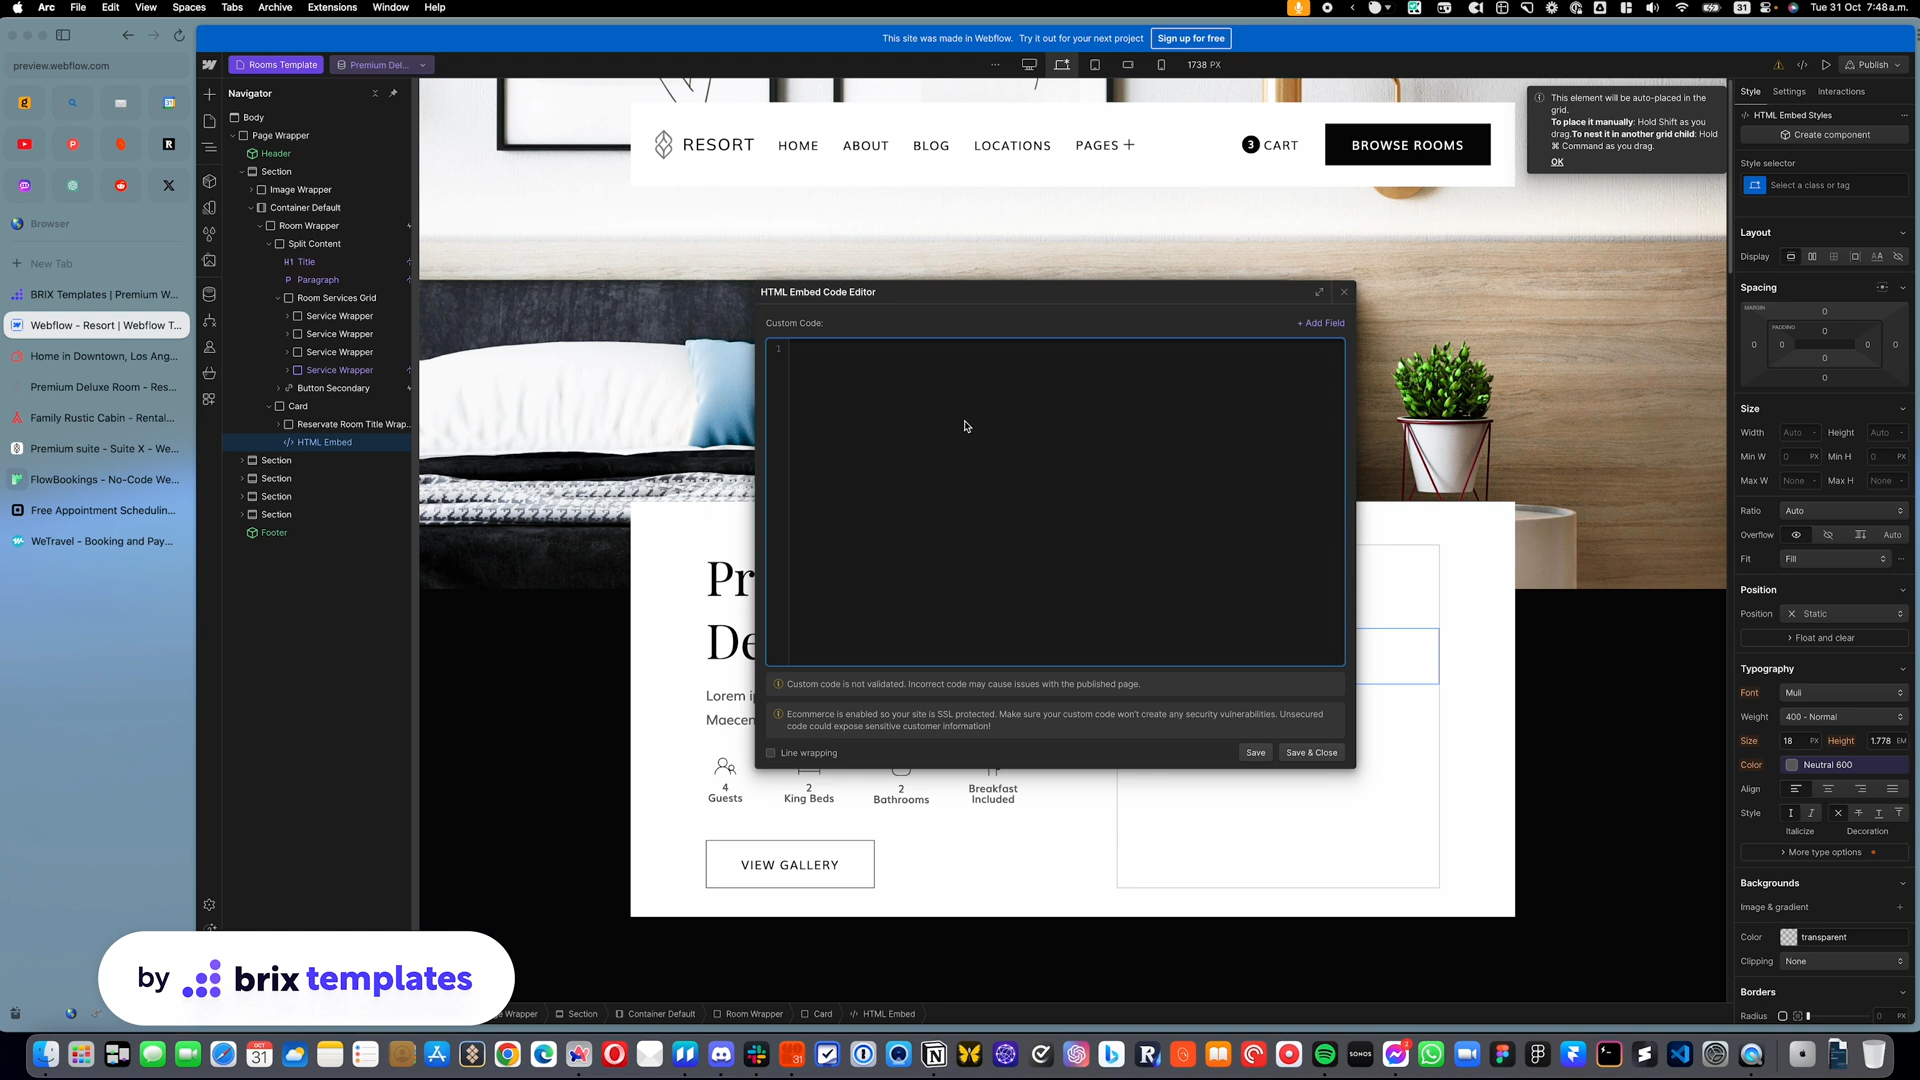 Arc File Edit View Spaces Tabs Archive Extensions Window Help
31 Tue 31 Oct 7:48 a.m.
This site was made in Webflow. Try it out for your next project Sign up for free
preview.webflow.com
Rooms Template Premium Del...
1738 PX
Publish
Browser
New Tab
BRIX Templates | Premium W...
Webflow - Resort | Webflow T...
Home in Downtown, Los Ang...
Premium Deluxe Room - Res...
Family Rustic Cabin - Rental...
Premium suite - Suite X - We...
FlowBookings - No-Code We...
Free Appointment Schedulin...
WeTravel - Booking and Pay...
Navigator
Body
Page Wrapper
Header
Section
Image Wrapper
Container Default
Room Wrapper
Split Content
H1 Title
P Paragraph
Room Services Grid
Service Wrapper
Service Wrapper
Service Wrapper
Service Wrapper
Button Secondary
Card
Reservate Room Title Wrap...
HTML Embed
Section
Section
Section
Section
Footer
RESORT HOME ABOUT BLOG LOCATIONS PAGES + 3 CART BROWSE ROOMS
This element will be auto-placed in the
grid.
To place it manually: Hold Shift as you
drag.To nest it in another grid child: Hold
⌘ Command as you drag.
OK
HTML Embed Code Editor
Custom Code: + Add Field
1
Custom code is not validated. Incorrect code may cause issues with the published page.
Ecommerce is enabled so your site is SSL protected. Make sure your custom code won't create any security vulnerabilities. Unsecured
code could expose sensitive customer information!
Line wrapping Save Save & Close
Pr
De
Lorem i
Maecen
4 2 2 Breakfast
Guests King Beds Bathrooms Included
VIEW GALLERY
Style Settings Interactions
HTML Embed Styles
Create component
Style selector
Select a class or tag
Layout
Display
Spacing
MARGIN 0
PADDING 0
0 0 0 0
0
0
Size
Width Auto - Height Auto -
Min W 0 PX Min H 0 PX
Max W None - Max H None -
Ratio Auto
Overflow Auto
Fit Fill
Position
Position Static
Float and clear
Typography
Font Muli
Weight 400 - Normal
Size 18 PX Height 1.778 EM
Color Neutral 600
Align
Style
Italicize Decoration
More type options
Backgrounds
Image & gradient
Color transparent
Clipping None
Borders
Radius 0 PX
by brix templates
ge Wrapper Section Container Default Room Wrapper Card HTML Embed
OCT
31
SONOS